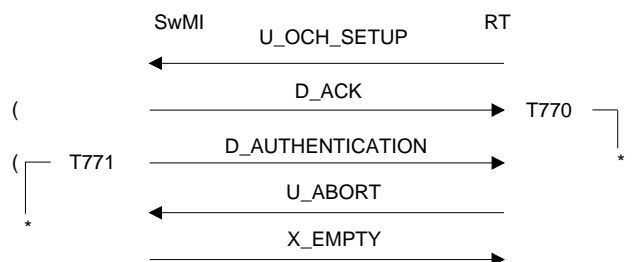 SwMI RT
U_OCH_SETUP
( D_ACK T770
( T771 D_AUTHENTICATION *
U_ABORT
*
X_EMPTY